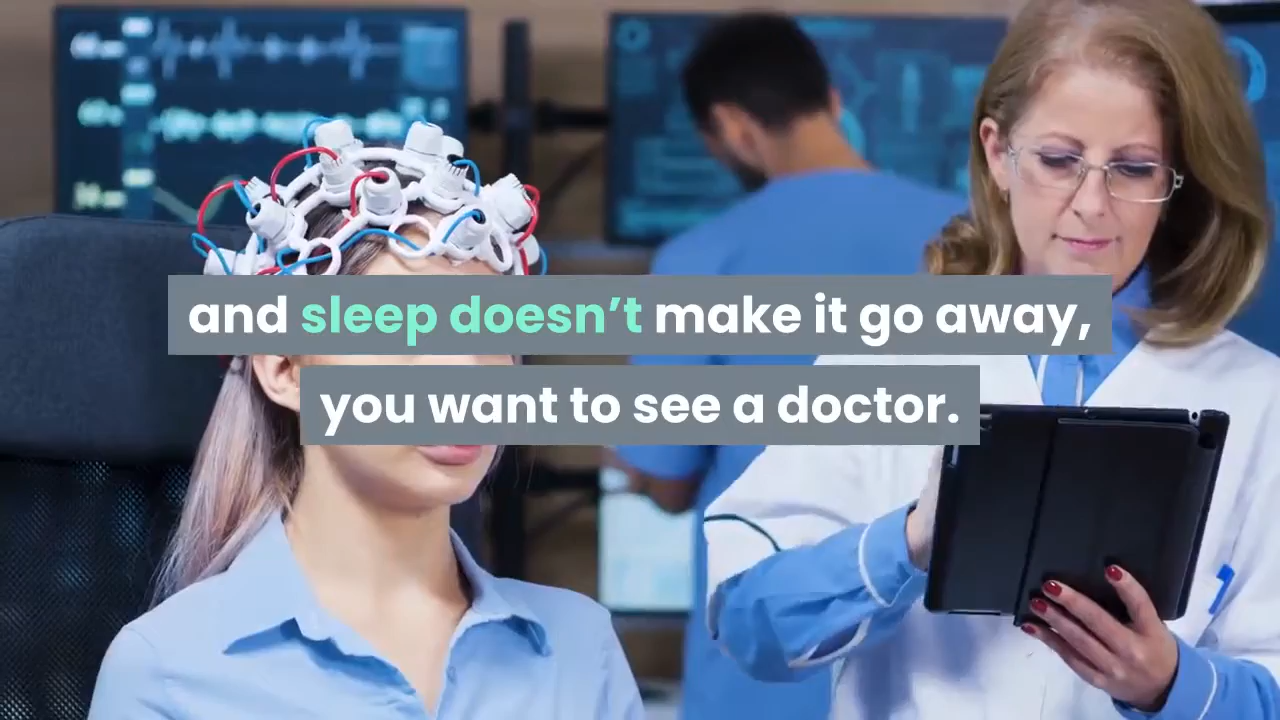 and sleep doesn’t make it go away,
you want to see a doctor.